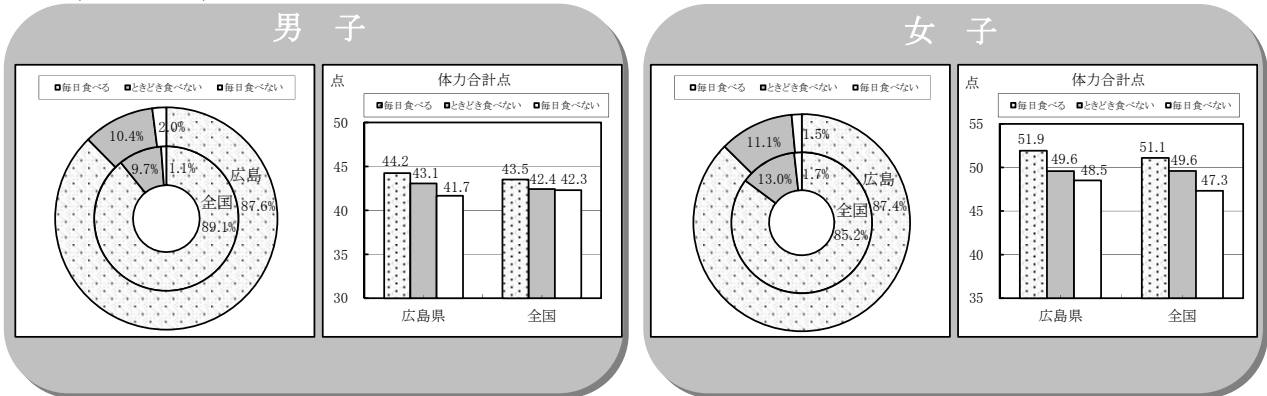 男 子
毎日食べる ときどき食べない 毎日食べない
10.4%
2.0%
9.7%
1.1%
広島
87.6%
全国
89.1%
点
体力合計点
毎日食べる ときどき食べない 毎日食べない
50
45
40
35
30
44.2
43.1
41.7
43.5
42.4
42.3
広島県
全国
女 子
毎日食べる ときどき食べない 毎日食べない
11.1%
1.5%
13.0%
1.7%
広島
87.4%
全国
85.2%
点
体力合計点
毎日食べる ときどき食べない 毎日食べない
55
50
45
40
35
51.9
49.6
48.5
51.1
49.6
47.3
広島県
全国